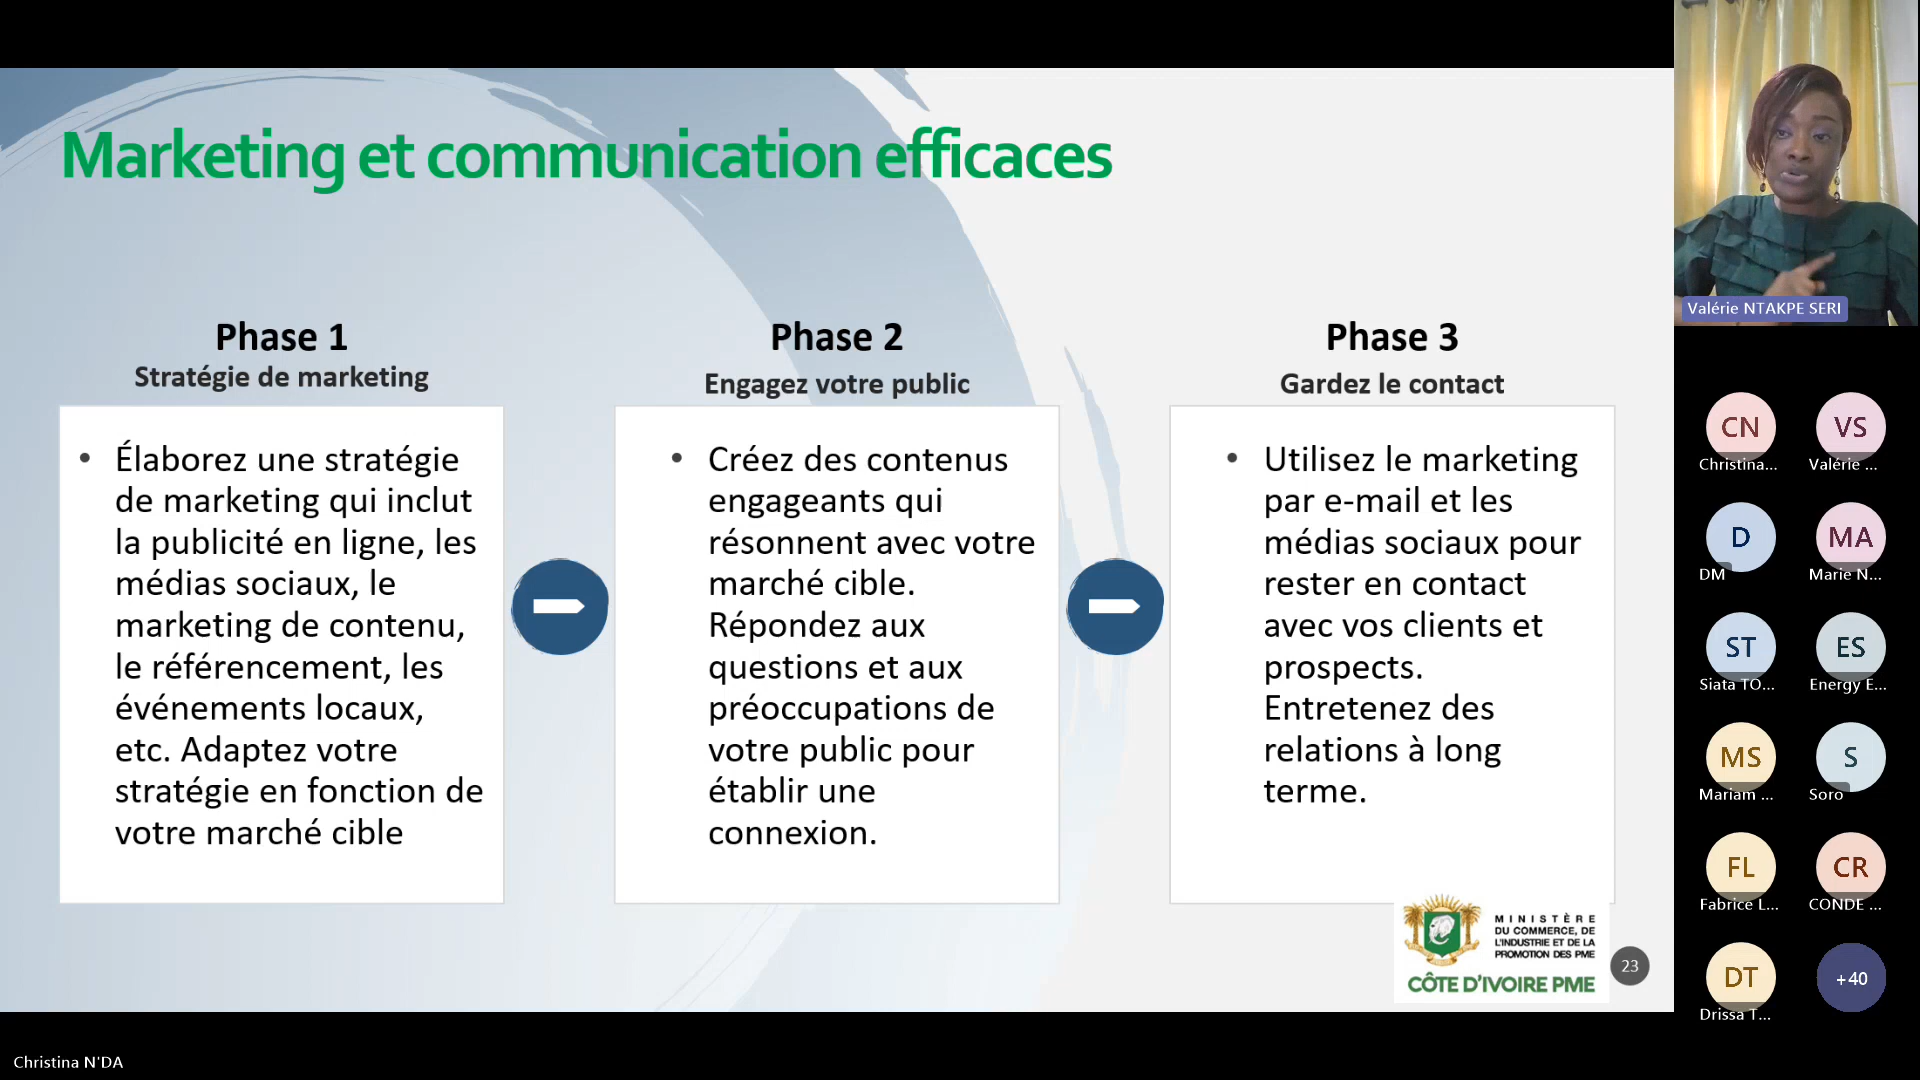 Marketing et communication efficaces
Phase 1
Stratégie de marketing
• Élaborez une stratégie
de marketing qui inclut
la publicité en ligne, les
médias sociaux, le
marketing de contenu,
le référencement, les
événements locaux,
etc. Adaptez votre
stratégie en fonction de
votre marché cible
Phase 2
Engagez votre public
• Créez des contenus
engageants qui
résonnent avec votre
marché cible.
Répondez aux
questions et aux
préoccupations de
votre public pour
établir une
connexion.
Phase 3
Gardez le contact
• Utilisez le marketing
par e-mail et les
médias sociaux pour
rester en contact
avec vos clients et
prospects.
Entretenez des
relations à long
terme.
MINISTÈRE
DU COMMERCE, DE
L'INDUSTRIE ET DE LA
PROMOTION DES PME
CÔTE D'IVOIRE PME
23
Valérie NTAKPE SERI
CN
Christina...
VS
Valérie ...
D
DM
MA
Marie N...
ST
Siata TO...
ES
Energy E...
MS
Mariam ...
S
Soro
FL
Fabrice L...
CR
CONDE ...
DT
Drissa T...
+40
Christina N'DA